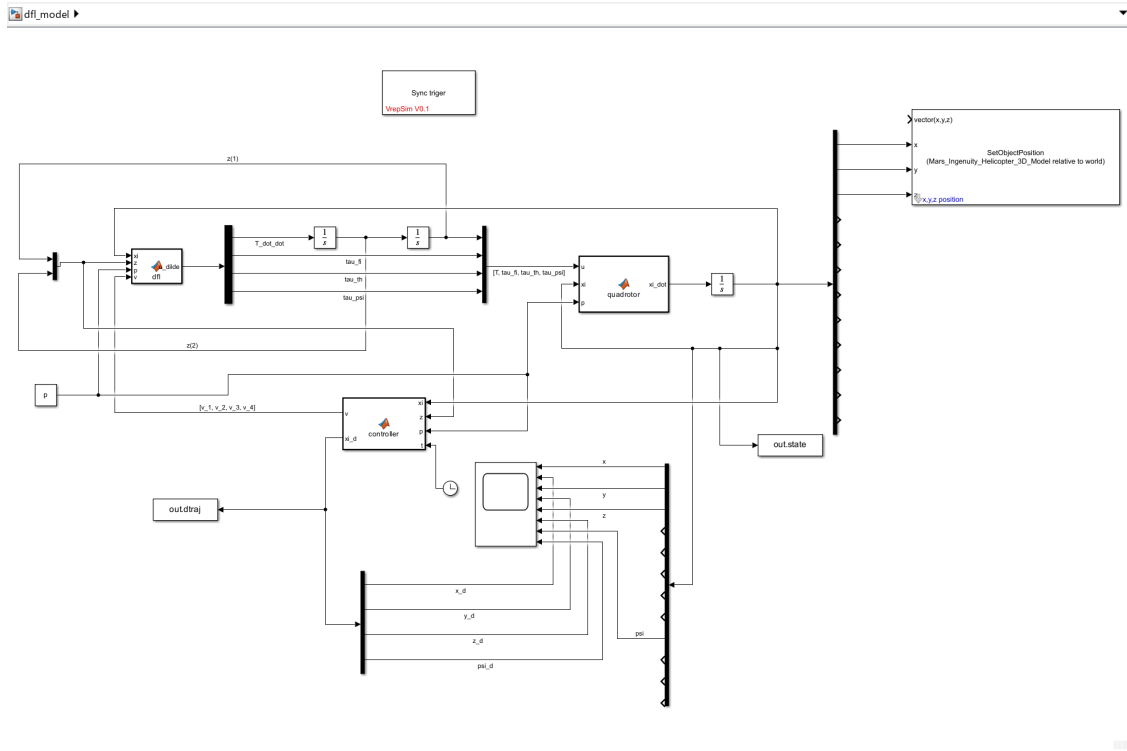 dfl_model
Sync triger
VrepSim V0.1
vector(x,y,z)
x
SetObjectPosition
(Mars_Ingenuity_Helicopter_3D_Model relative to world)
y
z
x,y,z position
z(1)
T_dot_dot
1
s
1
s
xi
z
p
v
_dilde
dfl
tau_fi
tau_th
tau_psi
[T, tau_fi, tau_th, tau_psi]
u
xi
p
xi_dot
quadrotor
1
s
z(2)
p
[v_1, v_2, v_3, v_4]
v
xi_d
controller
xi
z
p
t
out.state
out.dtraj
x
y
z
psi
x_d
y_d
z_d
psi_d